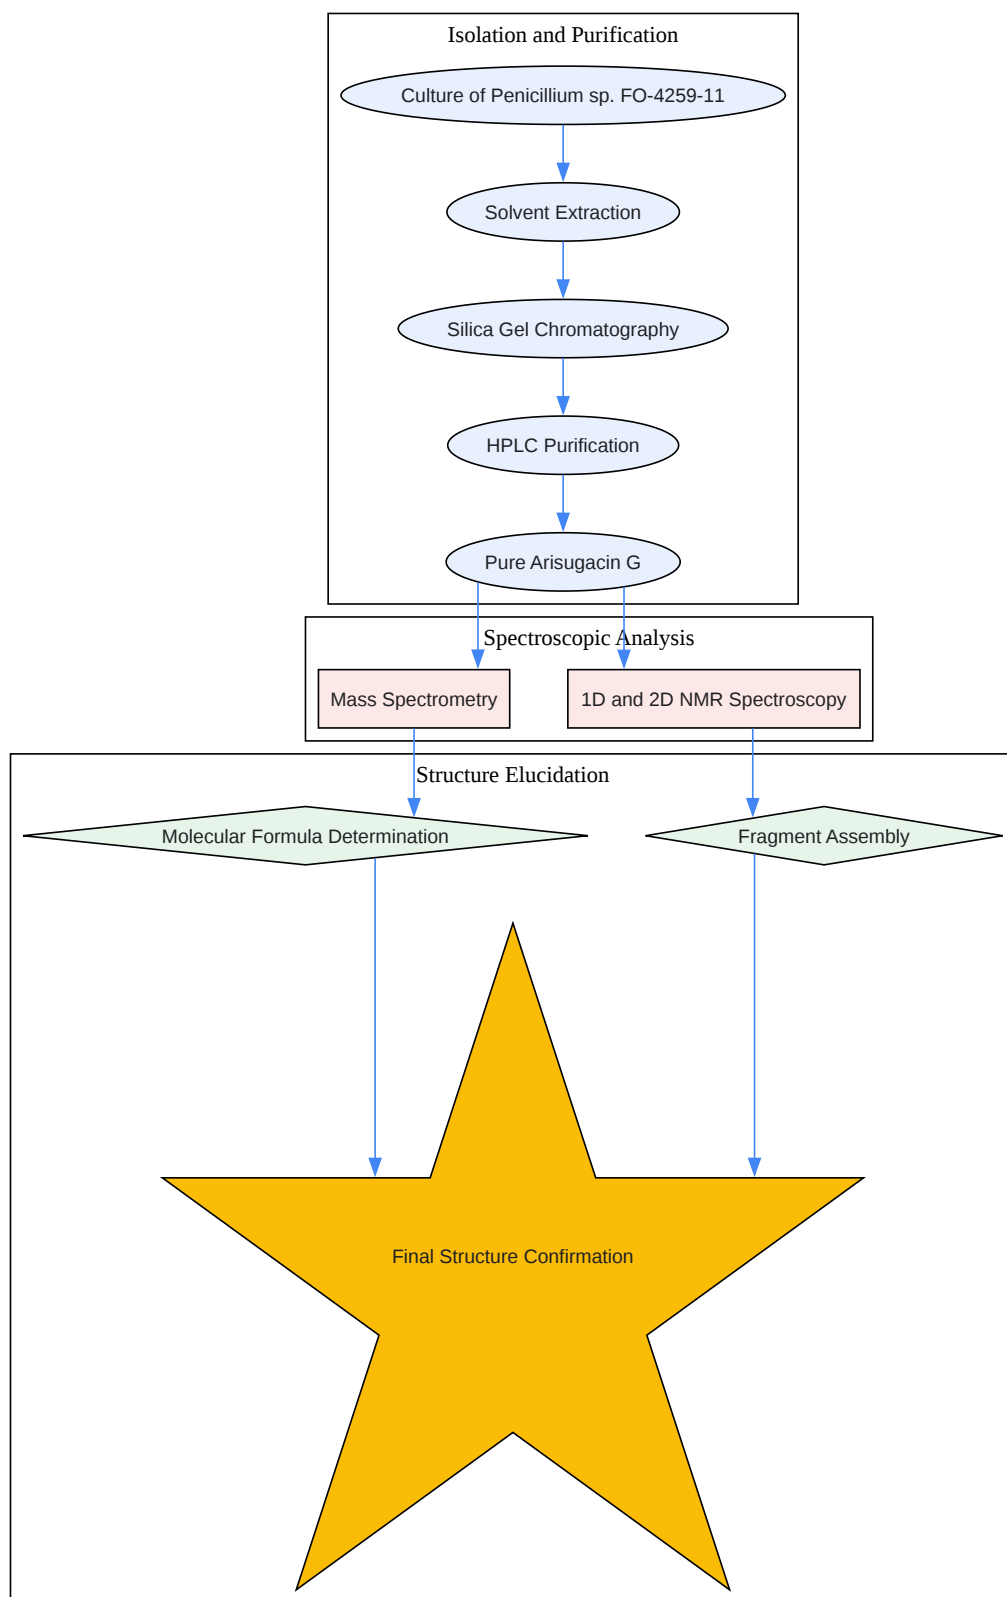 Isolation and Purification
Culture of Penicillium sp. FO-4259-11
Solvent Extraction
Silica Gel Chromatography
HPLC Purification
Pure Arisugacin G
Spectroscopic Analysis
Mass Spectrometry
1D and 2D NMR Spectroscopy
Structure Elucidation
Molecular Formula Determination
Fragment Assembly
Final Structure Confirmation